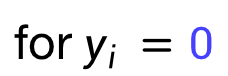 for yᵢ = 0